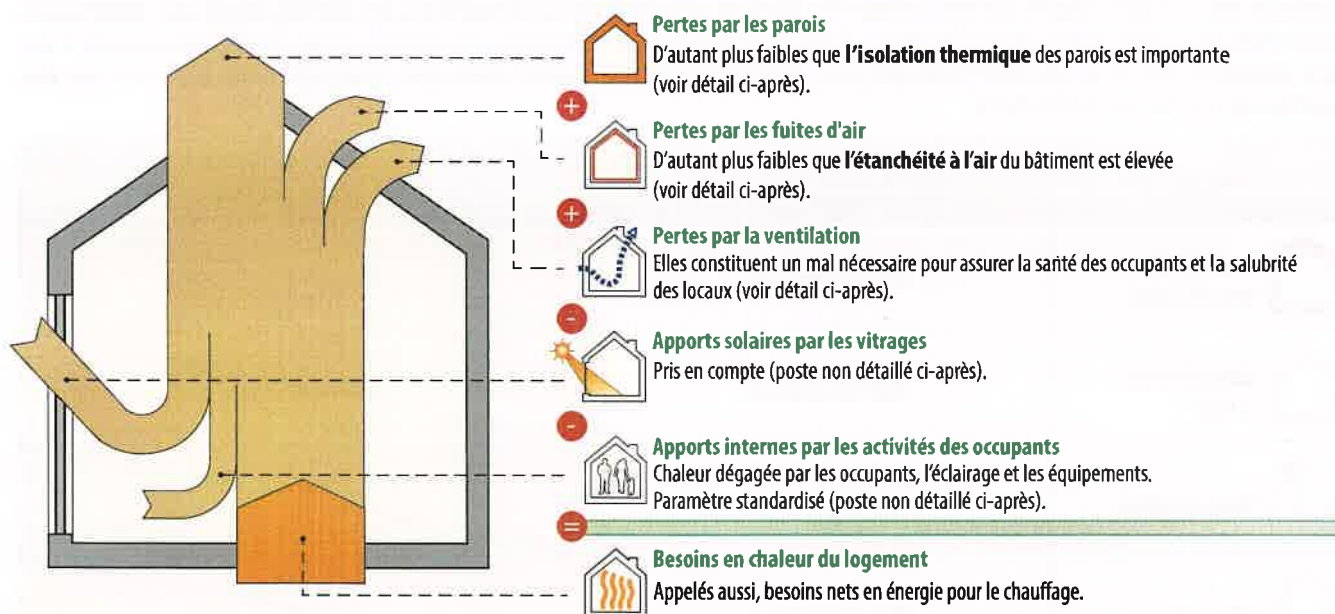 Pertes par les parois
D'autant plus faibles que l'isolation thermique des parois est importante
(voir détail ci-après).
+
Pertes par les fuites d'air
D'autant plus faibles que l'étanchéité à l'air du bâtiment est élevée
(voir détail ci-après).
+
Pertes par la ventilation
Elles constituent un mal nécessaire pour assurer la santé des occupants et la salubrité
des locaux (voir détail ci-après).
-
Apports solaires par les vitrages
Pris en compte (poste non détaillé ci-après).
-
Apports internes par les activités des occupants
Chaleur dégagée par les occupants, l'éclairage et les équipements.
Paramètre standardisé (poste non détaillé ci-après).
=
Besoins en chaleur du logement
Appelés aussi, besoins nets en énergie pour le chauffage.